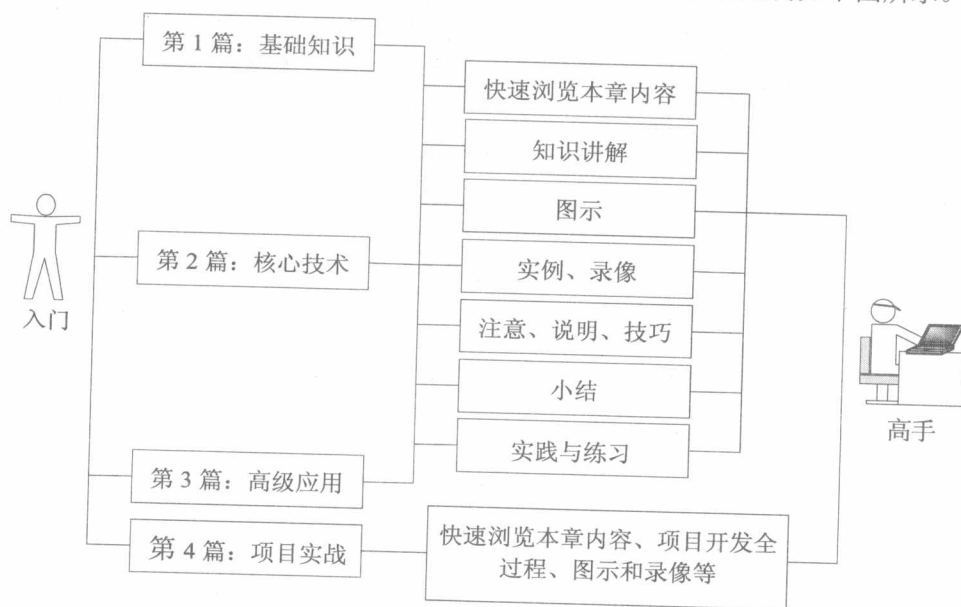 第 1 篇：基础知识
快速浏览本章内容
知识讲解
图示
第 2 篇：核心技术
实例、录像
入门
注意、说明、技巧
小结
高手
实践与练习
第 3 篇：高级应用
第 4 篇：项目实战
快速浏览本章内容、项目开发全
过程、图示和录像等